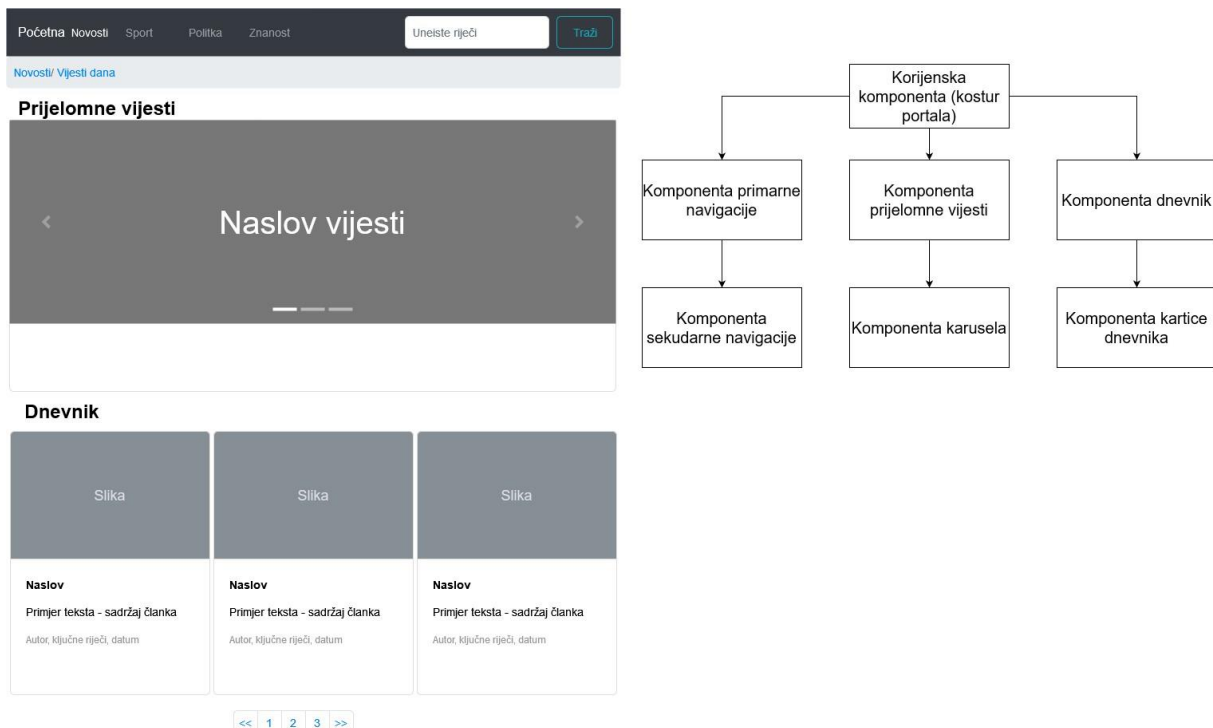 Početna Novosti Sport Politka Znanost Uneiste riječi Traži
Novosti/ Vijesti dana
Prijelomne vijesti
Naslov vijesti
Dnevnik
Slika Slika Slika
Naslov Naslov Naslov
Primjer teksta - sadržaj članka Primjer teksta - sadržaj članka Primjer teksta - sadržaj članka
Autor, ključne riječi, datum Autor, ključne riječi, datum Autor, ključne riječi, datum
<< 1 2 3 >>
Korijenska
komponenta (kostur
portala)
Komponenta primarne
navigacije
Komponenta
prijelomne vijesti
Komponenta dnevnik
Komponenta
sekudarne navigacije
Komponenta karusela
Komponenta kartice
dnevnika